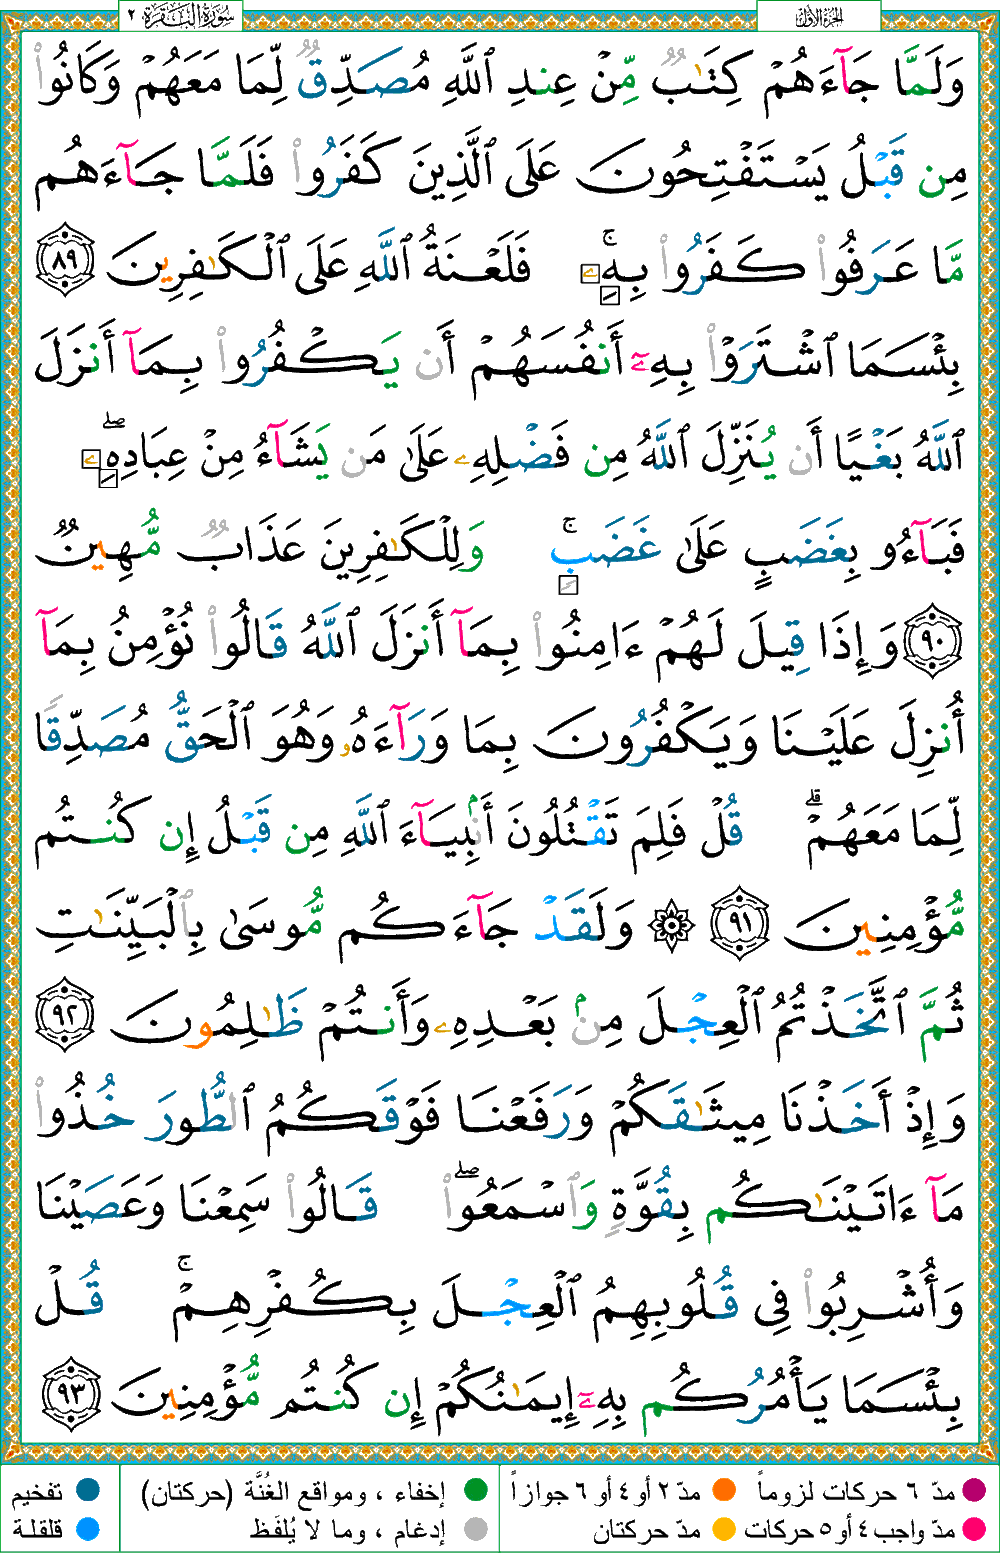 الجزء الأول
سورة البقرة ٢
وَلَمَّا جَآءَهُمْ كِتَـٰبٌ مِّنْ عِندِ ٱللَّهِ مُصَدِّقٌ لِّمَا مَعَهُمْ وَكَانُوا۟
مِن قَبْلُ يَسْتَفْتِحُونَ عَلَى ٱلَّذِينَ كَفَرُوا۟ فَلَمَّا جَآءَهُم
مَّا عَرَفُوا۟ كَفَرُوا۟ بِهِۦ ۚ فَلَعْنَةُ ٱللَّهِ عَلَى ٱلْكَـٰفِرِينَ ٨٩
بِئْسَمَا ٱشْتَرَوْا۟ بِهِۦٓ أَنفُسَهُمْ أَن يَكْفُرُوا۟ بِمَآ أَنزَلَ
ٱللَّهُ بَغْيًا أَن يُنَزِّلَ ٱللَّهُ مِن فَضْلِهِۦ عَلَىٰ مَن يَشَآءُ مِنْ عِبَادِهِۦ ۖ
فَبَآءُو بِغَضَبٍ عَلَىٰ غَضَبٍ ۚ وَلِلْكَـٰفِرِينَ عَذَابٌ مُّهِينٌ
٩٠ وَإِذَا قِيلَ لَهُمْ ءَامِنُوا۟ بِمَآ أَنزَلَ ٱللَّهُ قَالُوا۟ نُؤْمِنُ بِمَآ
أُنزِلَ عَلَيْنَا وَيَكْفُرُونَ بِمَا وَرَآءَهُۥ وَهُوَ ٱلْحَقُّ مُصَدِّقًا
لِّمَا مَعَهُمْ ۗ قُلْ فَلِمَ تَقْتُلُونَ أَنۢبِيَآءَ ٱللَّهِ مِن قَبْلُ إِن كُنتُم
مُّؤْمِنِينَ ٩١ ۞ وَلَقَدْ جَآءَكُم مُّوسَىٰ بِٱلْبَيِّنَـٰتِ
ثُمَّ ٱتَّخَذْتُمُ ٱلْعِجْلَ مِنۢ بَعْدِهِۦ وَأَنتُمْ ظَـٰلِمُونَ ٩٢
وَإِذْ أَخَذْنَا مِيثَـٰقَكُمْ وَرَفَعْنَا فَوْقَكُمُ ٱلطُّورَ خُذُوا۟
مَآ ءَاتَيْنَـٰكُم بِقُوَّةٍ وَٱسْمَعُوا۟ ۖ قَالُوا۟ سَمِعْنَا وَعَصَيْنَا
وَأُشْرِبُوا۟ فِى قُلُوبِهِمُ ٱلْعِجْلَ بِكُفْرِهِمْ ۚ قُلْ
بِئْسَمَا يَأْمُرُكُم بِهِۦٓ إِيمَـٰنُكُمْ إِن كُنتُم مُّؤْمِنِينَ ٩٣
مدّ ٦ حركات لزوماً
مدّ ٢ أو ٤ أو ٦ جوازاً
إخفاء ، ومواقع الغُنَّة (حركتان)
تفخيم
مدّ واجب ٤ أو ٥ حركات
مدّ حركتان
إدغام ، وما لا يُلفَظ
قلقلة